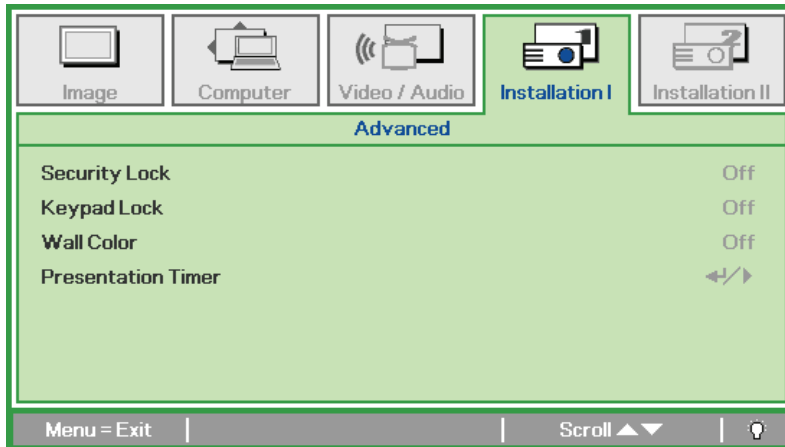 Image Computer Video / Audio Installation I Installation II
Advanced
Security Lock Off
Keypad Lock Off
Wall Color Off
Presentation Timer ↵/▶
Menu = Exit Scroll ▲▼